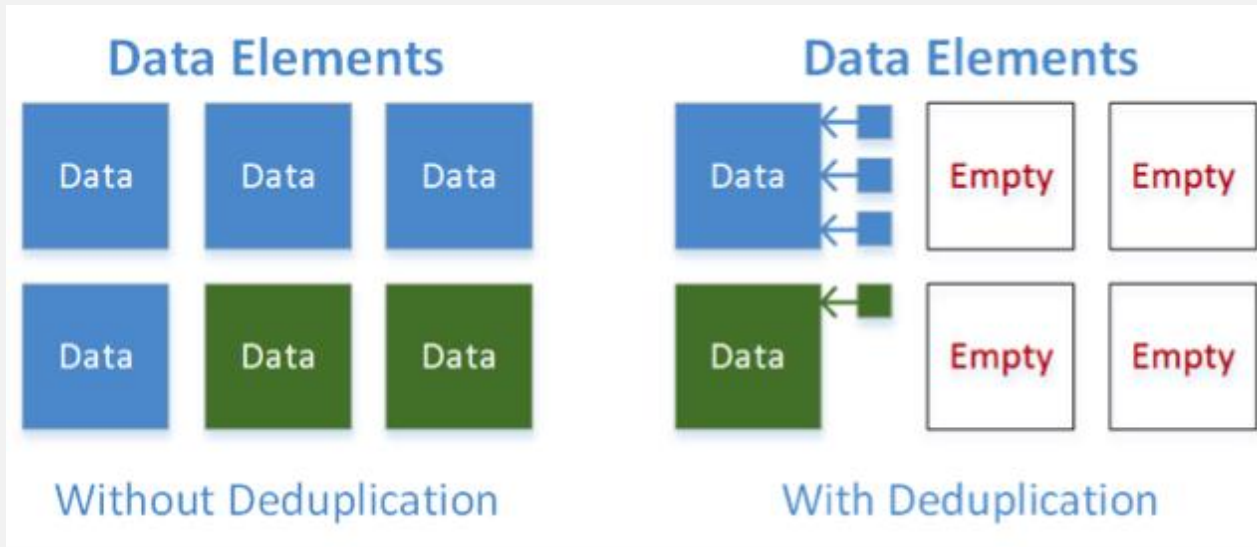 Data Elements
Data Data Data
Data Data Data
Without Deduplication
Data Elements
Data Empty Empty
Data Empty Empty
With Deduplication